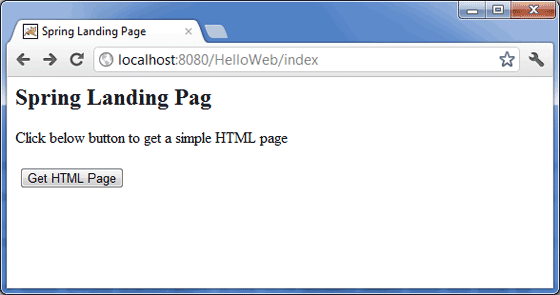 Spring Landing Page
localhost:8080/HelloWeb/index
Spring Landing Pag
Click below button to get a simple HTML page
Get HTML Page